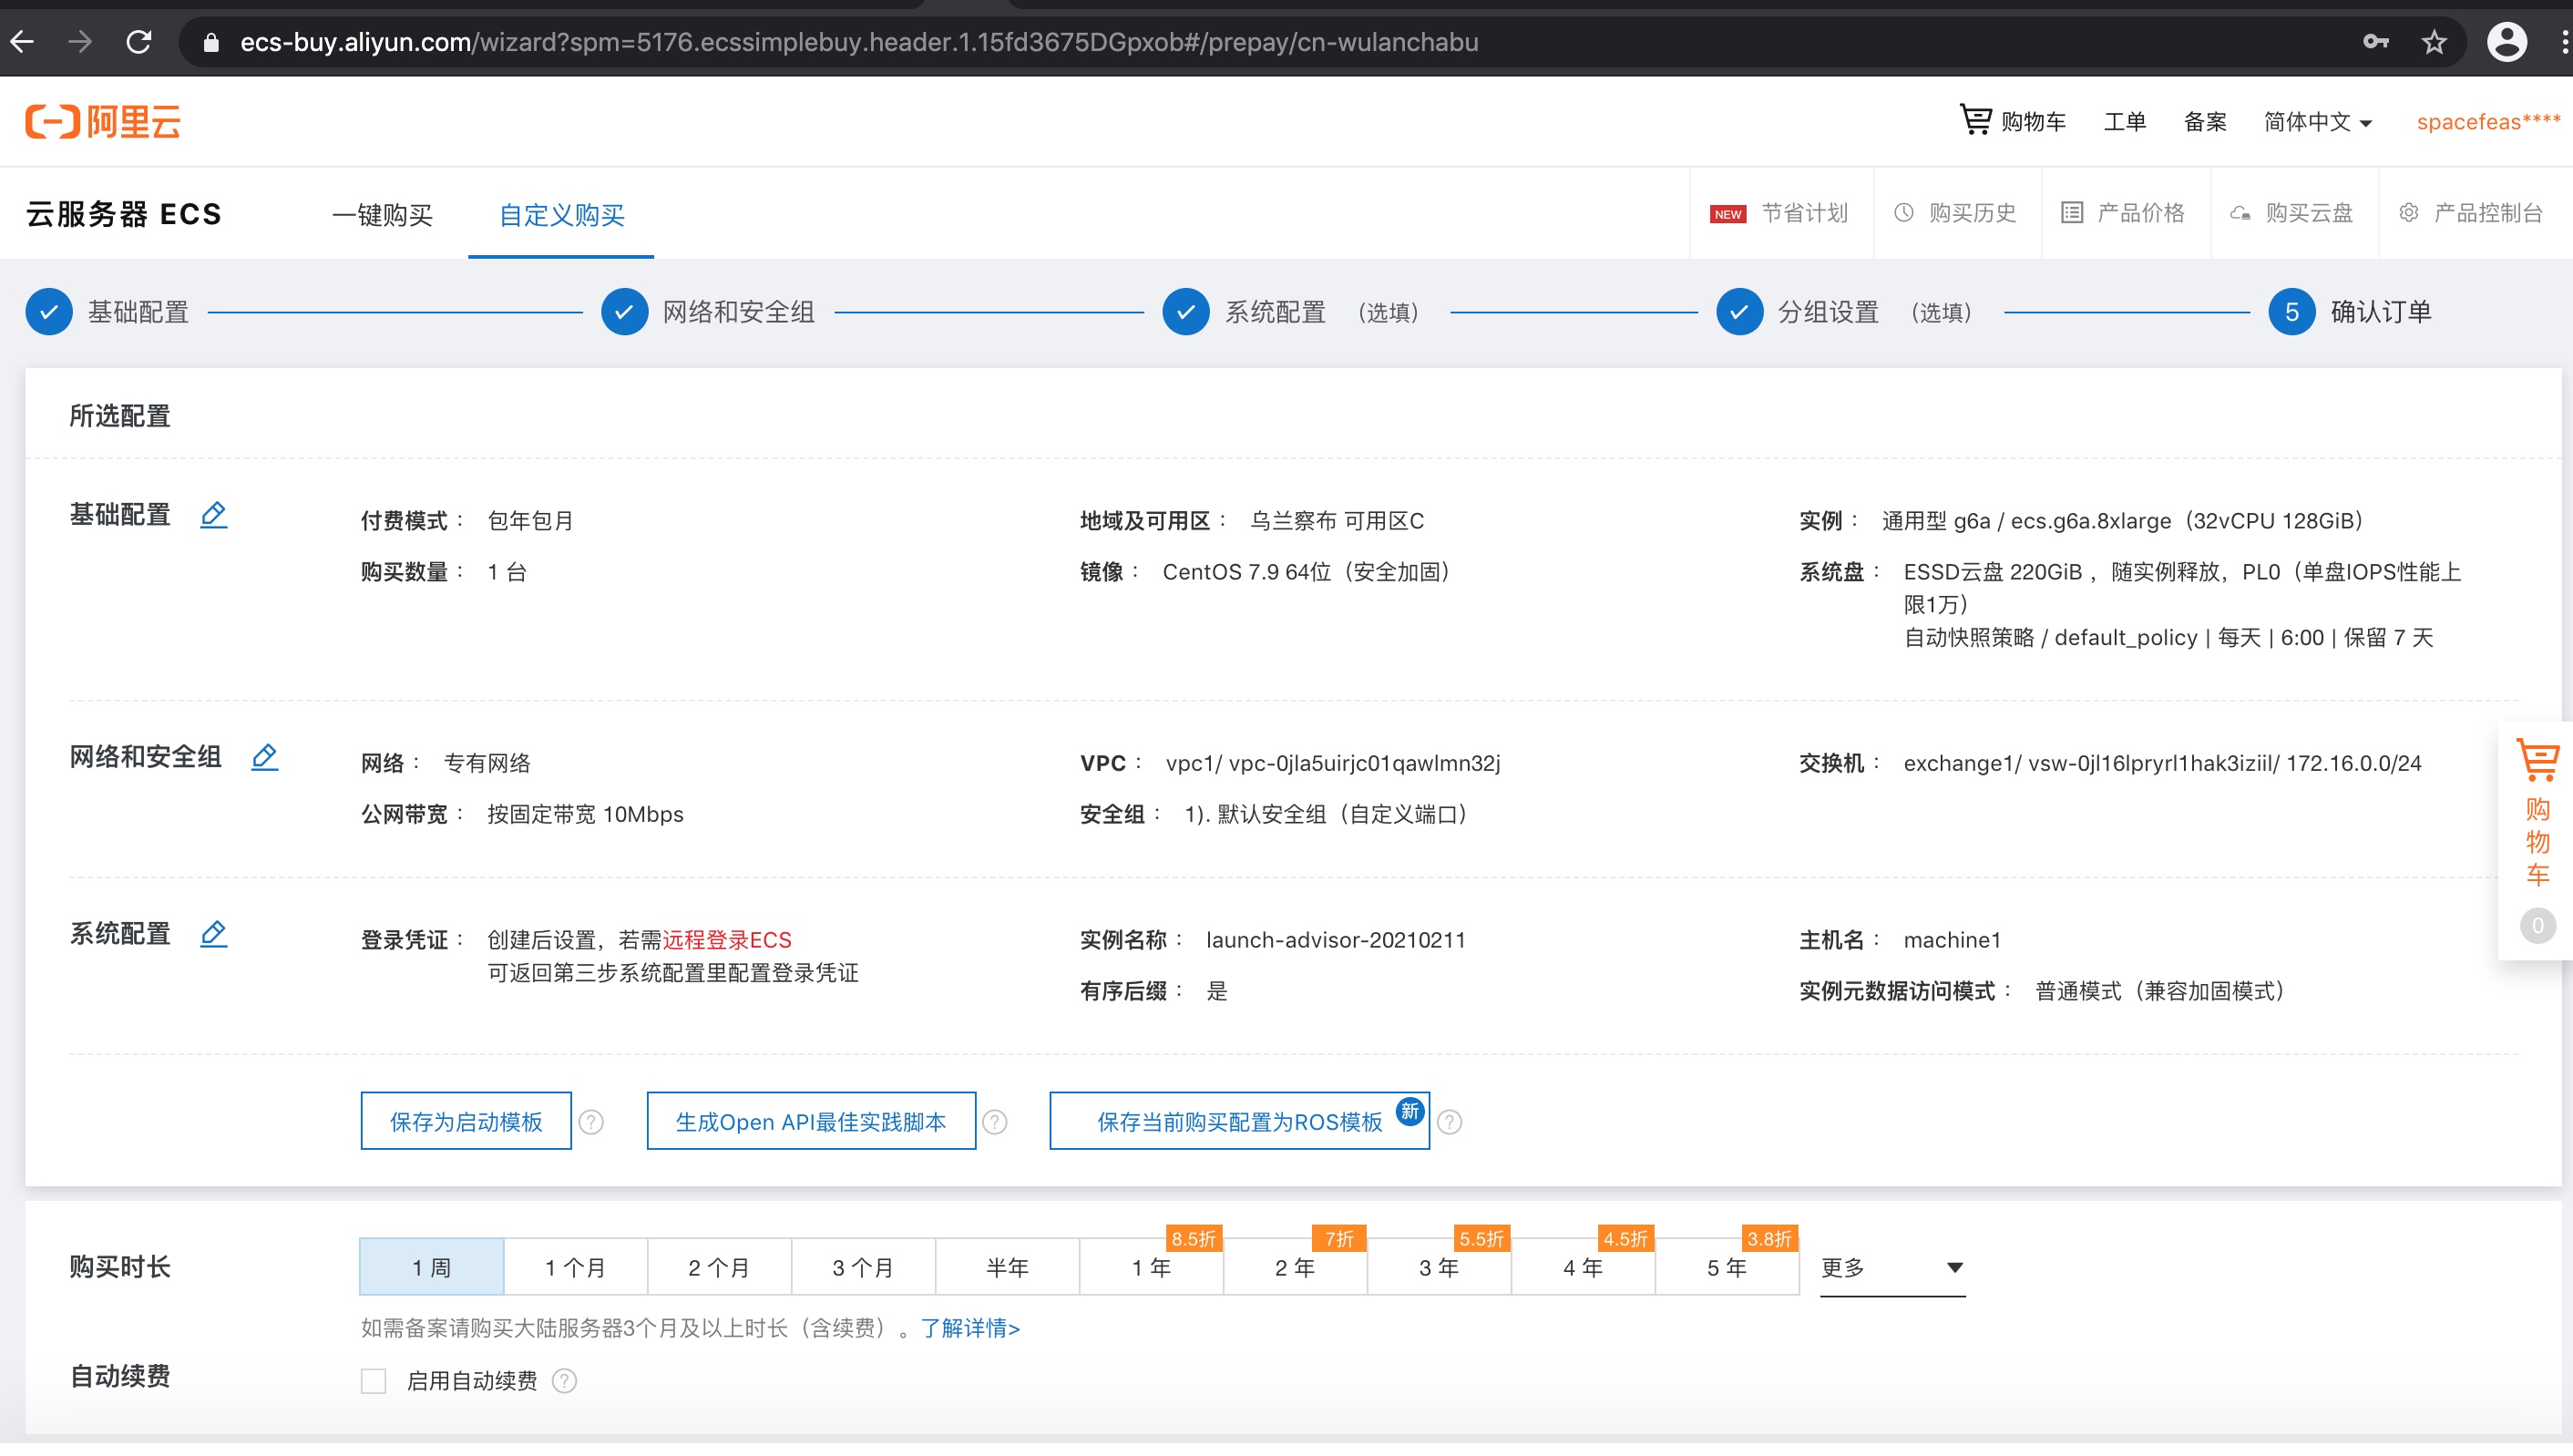 ecs-buy.aliyun.com/wizard?spm=5176.ecssimplebuy.header.1.15fd3675DGpxob#/prepay/cn-wulanchabu
阿里云
购物车 工单 备案 简体中文 spacefeas****
云服务器 ECS 一键购买 自定义购买 NEW 节省计划 购买历史 产品价格 购买云盘 产品控制台
基础配置 网络和安全组 系统配置 （选填） 分组设置 （选填） 5 确认订单
所选配置
基础配置 付费模式： 包年包月 地域及可用区： 乌兰察布 可用区C 实例： 通用型 g6a / ecs.g6a.8xlarge（32vCPU 128GiB）
购买数量： 1 台 镜像： CentOS 7.9 64位（安全加固） 系统盘： ESSD云盘 220GiB ，随实例释放，PL0（单盘IOPS性能上
限1万）
自动快照策略 / default_policy | 每天 | 6:00 | 保留 7 天
网络和安全组 网络： 专有网络 VPC： vpc1/ vpc-0jla5uirjc01qawlmn32j 交换机： exchange1/ vsw-0jl16lpryrl1hak3iziil/ 172.16.0.0/24
公网带宽： 按固定带宽 10Mbps 安全组： 1). 默认安全组（自定义端口）
购物车
0
系统配置 登录凭证： 创建后设置，若需远程登录ECS 实例名称： launch-advisor-20210211 主机名： machine1
可返回第三步系统配置里配置登录凭证
有序后缀： 是 实例元数据访问模式： 普通模式（兼容加固模式）
保存为启动模板 ? 生成Open API最佳实践脚本 ? 保存当前购买配置为ROS模板 新 ?
8.5折 7折 5.5折 4.5折 3.8折
购买时长 1 周 1 个月 2 个月 3 个月 半年 1 年 2 年 3 年 4 年 5 年 更多
如需备案请购买大陆服务器3个月及以上时长（含续费）。了解详情>
自动续费 启用自动续费 ?